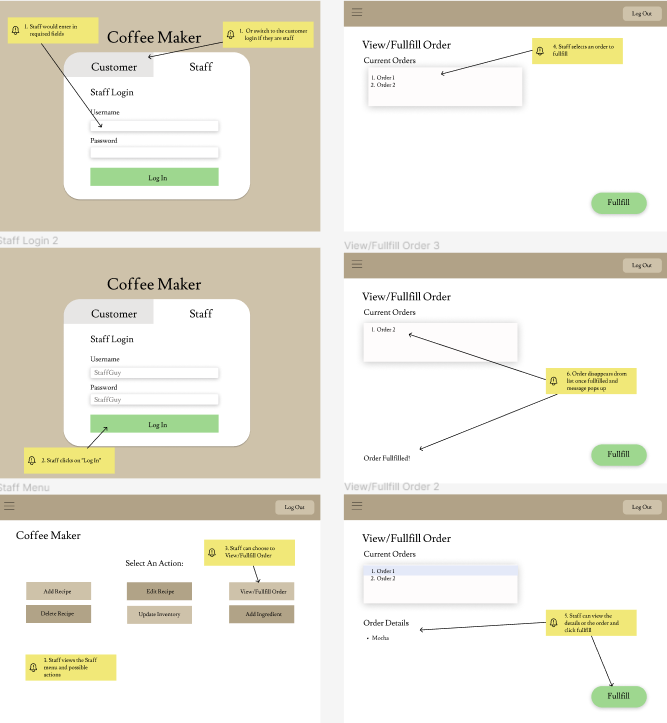 1. Staff would enter in
required fields
1. Or switch to the customer
login if they are staff
Coffee Maker
Customer
Staff
Staff Login
Username
Password
Log In
Staff Login 2
Coffee Maker
Customer
Staff
Staff Login
Username
StaffGuy
Password
StaffGuy
Log In
2. Staff clicks on "Log In"
Staff Menu
Log Out
Coffee Maker
3. Staff can choose to
View/Fullfill Order
Select An Action:
Add Recipe
Edit Recipe
View/Fullfill Order
Delete Recipe
Update Inventory
Add Ingredient
3. Staff views the Staff
menu and possible
actions
Log Out
View/Fullfill Order
Current Orders
4. Staff selects an order to
fulfill
1. Order 1
2. Order 2
Fullfill
View/Fullfill Order 3
Log Out
View/Fullfill Order
Current Orders
1. Order 2
6. Order disappears from
list once fullfilled and
message pops up
Order Fullfilled!
Fullfill
View/Fullfill Order 2
Log Out
View/Fullfill Order
Current Orders
1. Order 1
2. Order 2
5. Staff can view the
details or the order and
click fullfill
Order Details
• Mocha
Fullfill